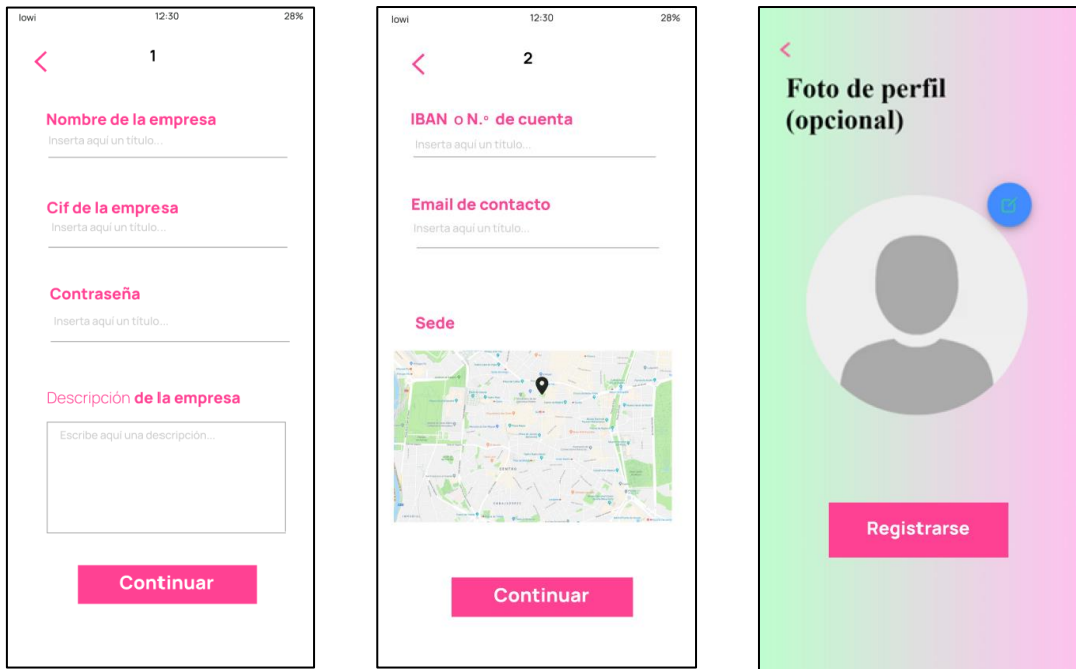 lowi 12:30 28%
1
Nombre de la empresa
Inserta aquí un título...
Cif de la empresa
Inserta aquí un título...
Contraseña
Inserta aquí un título...
Descripción de la empresa
Escribe aquí una descripción...
Continuar
lowi 12:30 28%
2
IBAN o N.º de cuenta
Inserta aquí un título...
Email de contacto
Inserta aquí un título...
Sede
Continuar
Foto de perfil
(opcional)
Registrarse